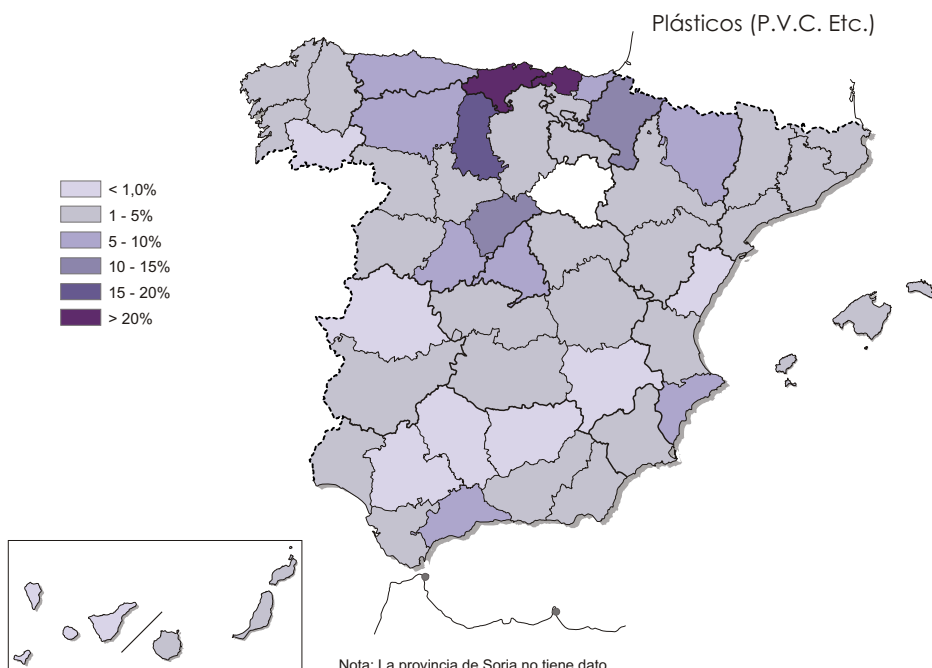 Plásticos (P.V.C. Etc.)
< 1,0%
1 - 5%
5 - 10%
10 - 15%
15 - 20%
> 20%
Nota: La provincia de Soria no tiene dato